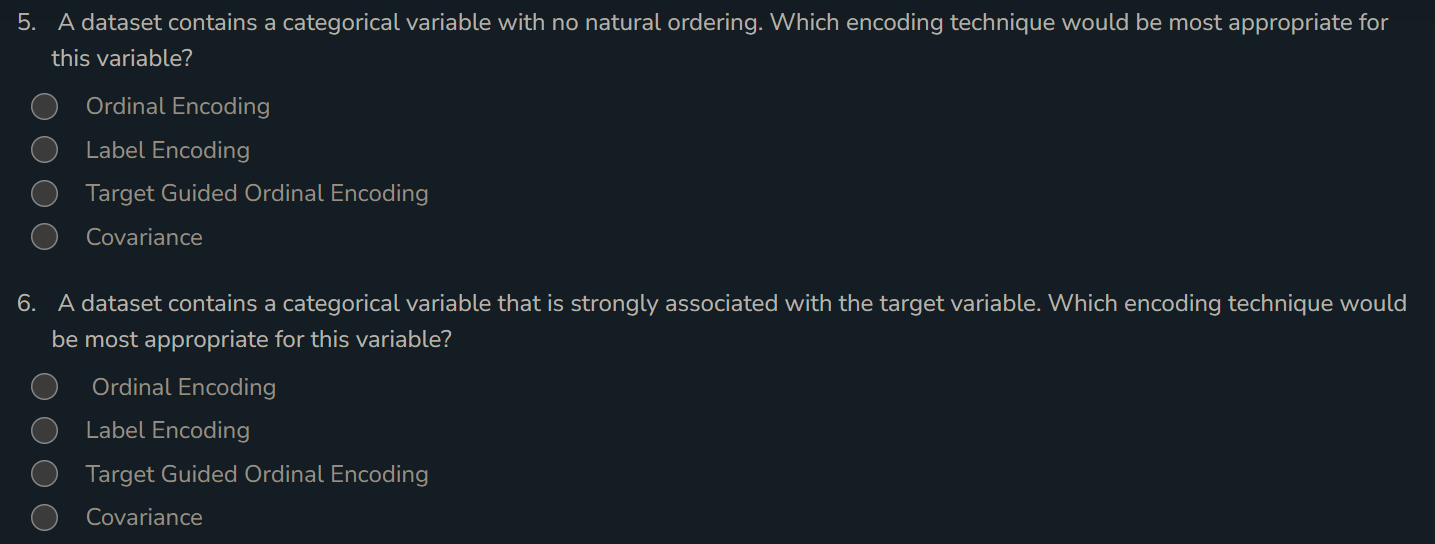 5. A dataset contains a categorical variable with no natural ordering. Which encoding technique would be most appropriate for
this variable?
Ordinal Encoding
Label Encoding
Target Guided Ordinal Encoding
Covariance
6. A dataset contains a categorical variable that is strongly associated with the target variable. Which encoding technique would
be most appropriate for this variable?
Ordinal Encoding
Label Encoding
Target Guided Ordinal Encoding
Covariance